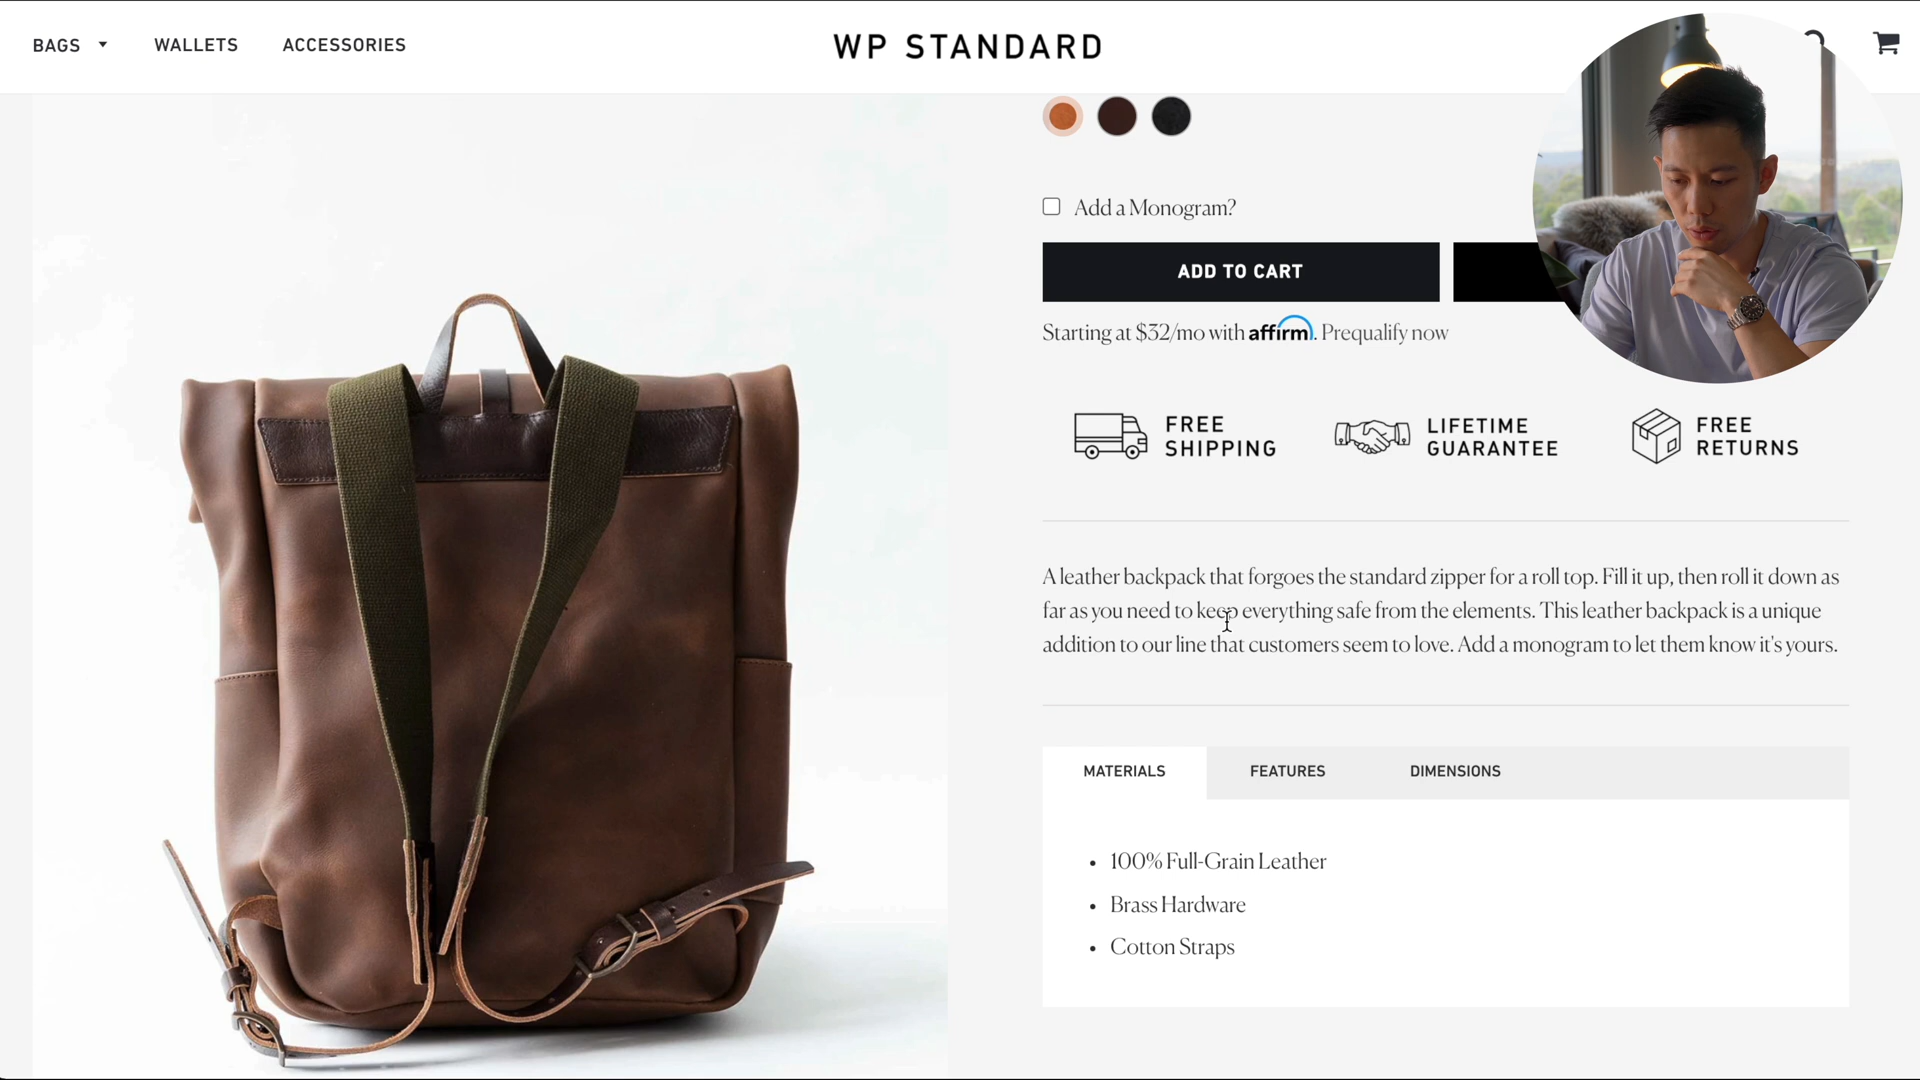 BAGS WALLETS ACCESSORIES WP STANDARD
Add a Monogram?
ADD TO CART
Starting at $32/mo with affirm. Prequalify now
FREE SHIPPING
LIFETIME GUARANTEE
FREE RETURNS
A leather backpack that forgoes the standard zipper for a roll top. Fill it up, then roll it down as
far as you need to keep everything safe from the elements. This leather backpack is a unique
addition to our line that customers seem to love. Add a monogram to let them know it's yours.
MATERIALS FEATURES DIMENSIONS
• 100% Full-Grain Leather
• Brass Hardware
• Cotton Straps